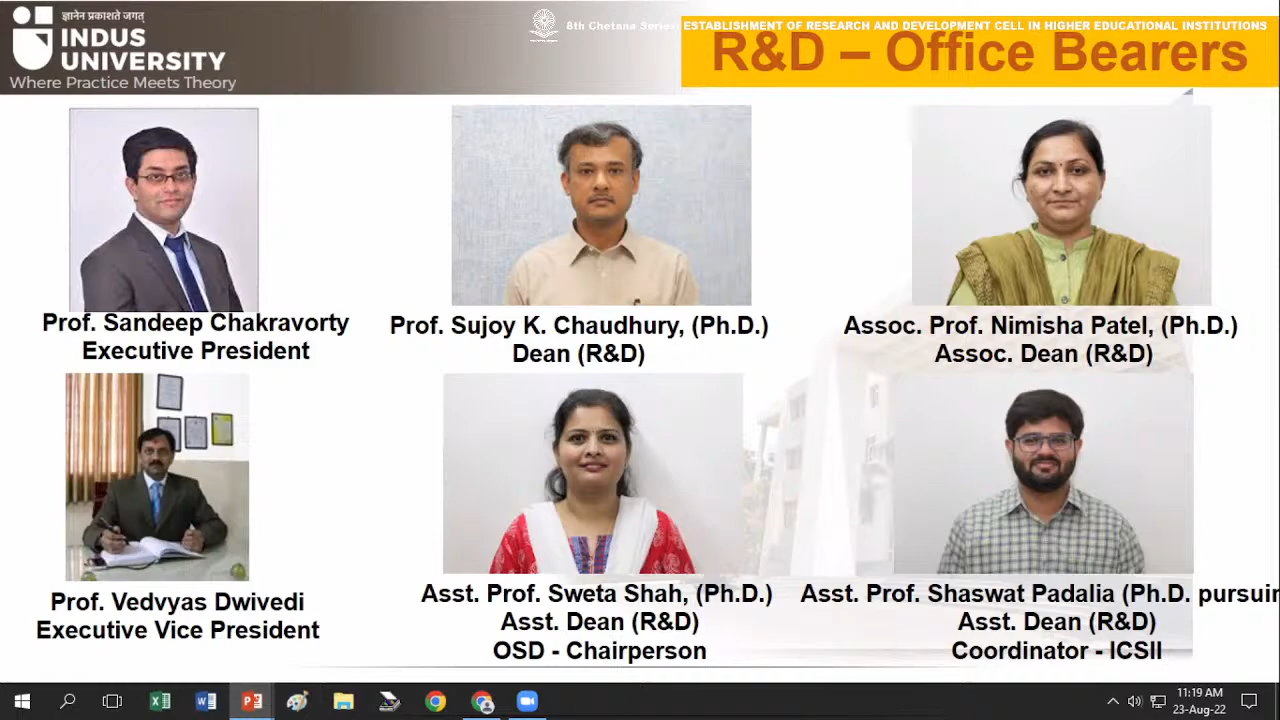 ज्ञानेन प्रकाशते जगत्
INDUS
UNIVERSITY
Where Practice Meets Theory
8th Chetana Series: ESTABLISHMENT OF RESEARCH AND DEVELOPMENT CELL IN HIGHER EDUCATIONAL INSTITUTIONS
R&D – Office Bearers
Prof. Sandeep Chakravorty
Executive President
Prof. Sujoy K. Chaudhury, (Ph.D.)
Dean (R&D)
Assoc. Prof. Nimisha Patel, (Ph.D.)
Assoc. Dean (R&D)
Prof. Vedvyas Dwivedi
Executive Vice President
Asst. Prof. Sweta Shah, (Ph.D.)
Asst. Dean (R&D)
OSD - Chairperson
Asst. Prof. Shaswat Padalia (Ph.D. pursuin
Asst. Dean (R&D)
Coordinator - ICSII
11:19 AM
23-Aug-22